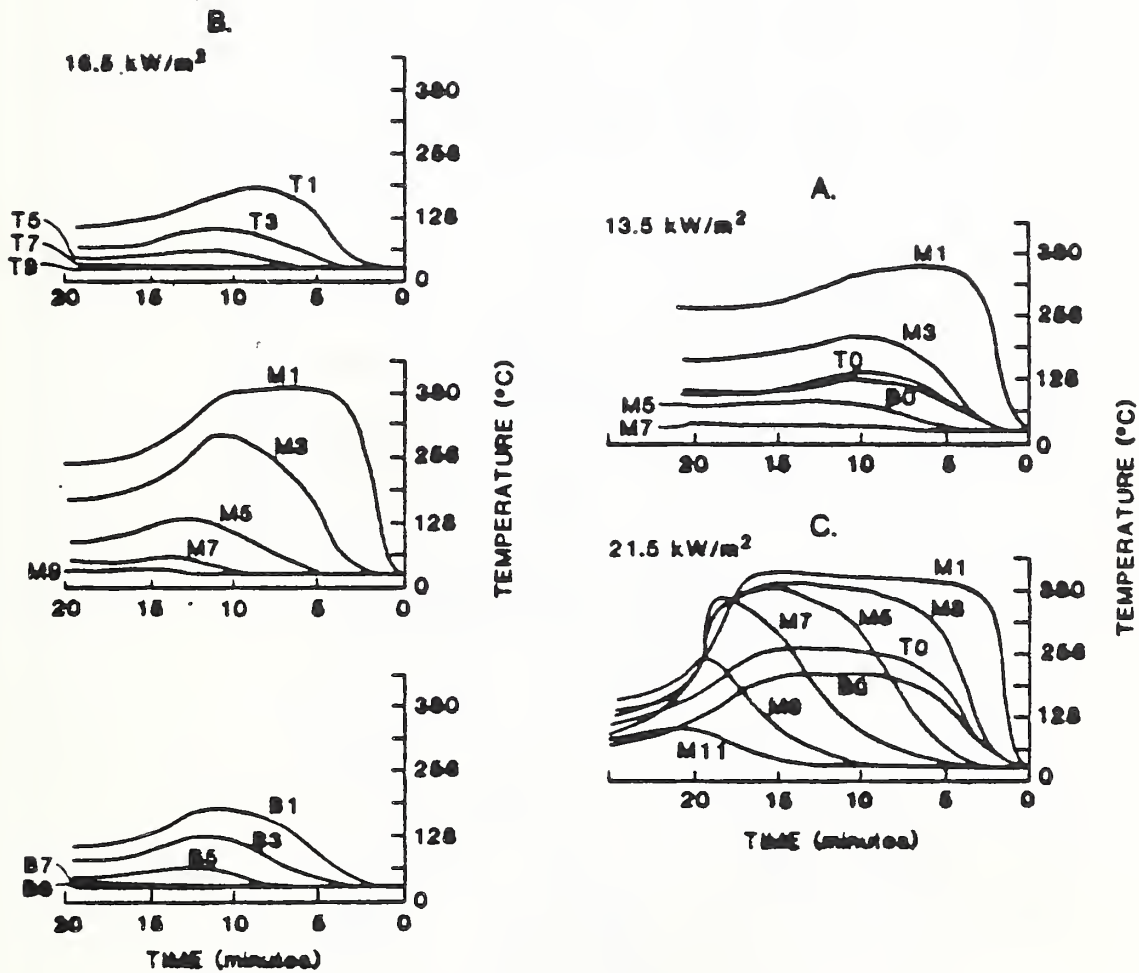 B.
16.5 kW/m²
380
256
128
0
T1
T3
T5
T7
T9
20 15 10 5 0
M1
M3
M5
M7
M9
380
256
128
0
20 15 10 5 0
TEMPERATURE (°C)
B1
B3
B5
B7
380
256
128
0
20 15 10 5 0
TIME (minutes)
A.
13.5 kW/m²
M1
M3
T0
B0
M5
M7
380
256
128
0
20 15 10 5 0
C.
21.5 kW/m²
M1
M3
M5
M7
T0
B0
M9
M11
380
256
128
0
20 15 10 5 0
TIME (minutes)
TEMPERATURE (°C)